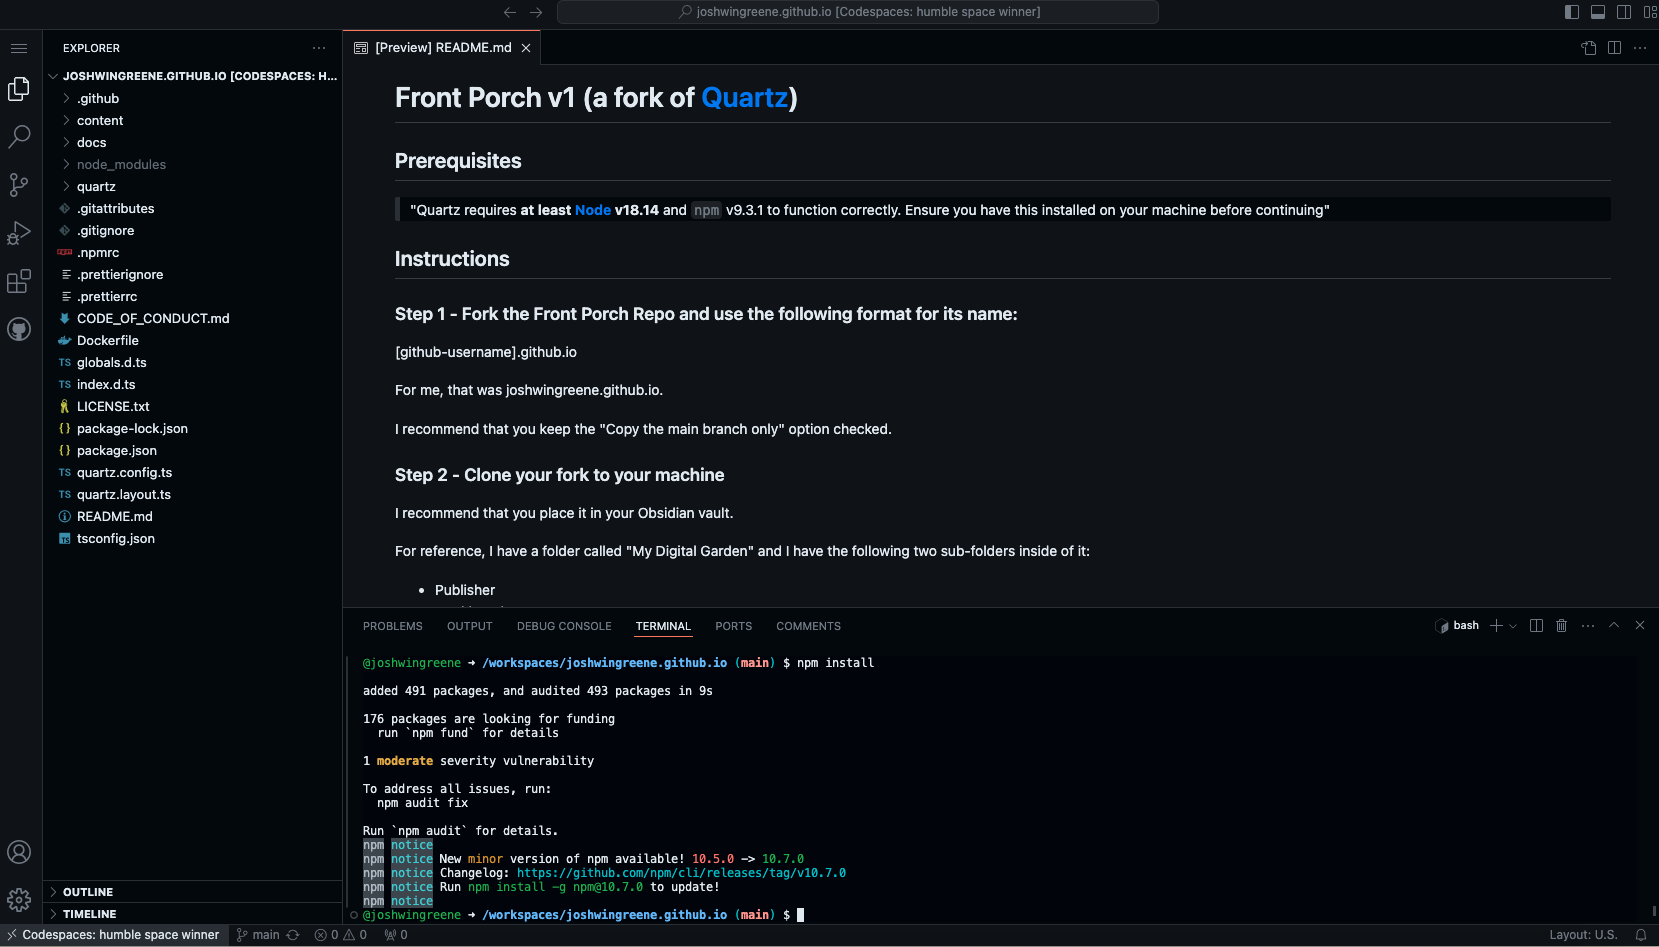 joshwingreene.github.io [Codespaces: humble space winner]
EXPLORER
JOSHWINGREENE.GITHUB.IO [CODESPACES: H...
.github
content
docs
node_modules
quartz
.gitattributes
.gitignore
.npmrc
.prettierignore
.prettierrc
CODE_OF_CONDUCT.md
Dockerfile
TS globals.d.ts
TS index.d.ts
LICENSE.txt
{} package-lock.json
{} package.json
TS quartz.config.ts
TS quartz.layout.ts
README.md
tsconfig.json
OUTLINE
TIMELINE
[Preview] README.md
Front Porch v1 (a fork of Quartz)
Prerequisites
"Quartz requires at least Node v18.14 and npm v9.3.1 to function correctly. Ensure you have this installed on your machine before continuing"
Instructions
Step 1 - Fork the Front Porch Repo and use the following format for its name:
[github-username].github.io
For me, that was joshwingreene.github.io.
I recommend that you keep the "Copy the main branch only" option checked.
Step 2 - Clone your fork to your machine
I recommend that you place it in your Obsidian vault.
For reference, I have a folder called "My Digital Garden" and I have the following two sub-folders inside of it:
• Publisher
PROBLEMS OUTPUT DEBUG CONSOLE TERMINAL PORTS COMMENTS
bash
@joshwingreene → /workspaces/joshwingreene.github.io (main) $ npm install
added 491 packages, and audited 493 packages in 9s
176 packages are looking for funding
run `npm fund` for details
1 moderate severity vulnerability
To address all issues, run:
npm audit fix
Run `npm audit` for details.
npm notice
npm notice New minor version of npm available! 10.5.0 -> 10.7.0
npm notice Changelog: https://github.com/npm/cli/releases/tag/v10.7.0
npm notice Run npm install -g npm@10.7.0 to update!
npm notice
@joshwingreene → /workspaces/joshwingreene.github.io (main) $
Codespaces: humble space winner main 0 0 0 Layout: U.S.